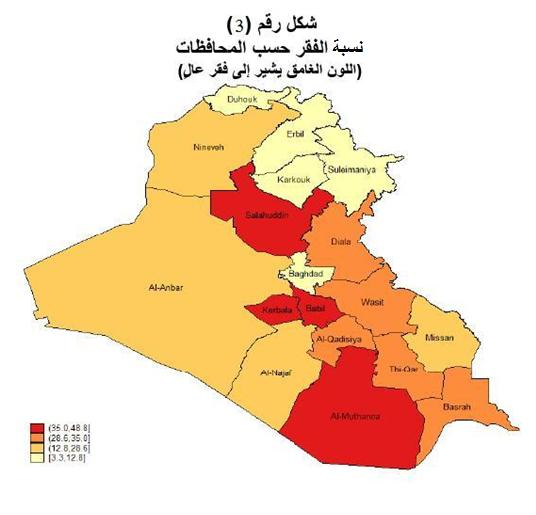 شكل رقم (3)
نسبة الفقر حسب المحافظات
(اللون الغامق يشير إلى فقر عالٍ)
Duhouk
Nineveh
Erbil
Suleimaniya
Karkouk
Salahuddin
Diala
Baghdad
Al-Anbar
Kerbala
Babil
Wasit
Al-Qadisiya
Missan
Al-Najaf
Thi-Qar
Al-Muthanna
Basrah
(35.0,48.8]
(28.6,35.0]
(12.8,28.6]
[3.3,12.8]